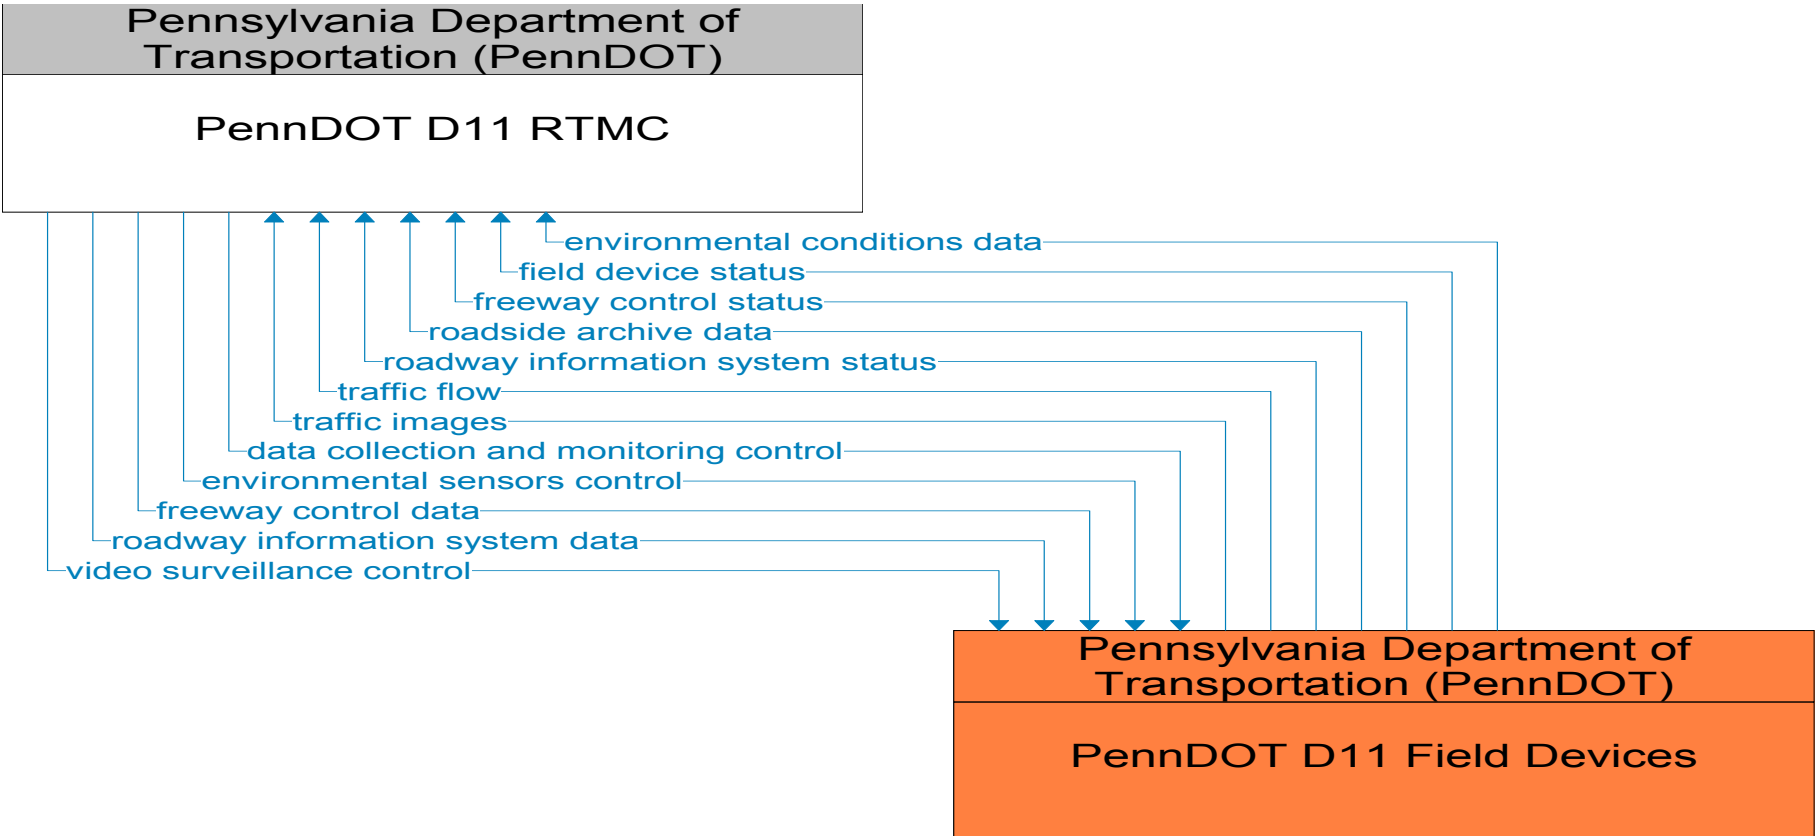 Pennsylvania Department of
Transportation (PennDOT)
PennDOT D11 RTMC
environmental conditions data
field device status
freeway control status
roadside archive data
roadway information system status
traffic flow
traffic images
data collection and monitoring control
environmental sensors control
freeway control data
roadway information system data
video surveillance control
Pennsylvania Department of
Transportation (PennDOT)
PennDOT D11 Field Devices